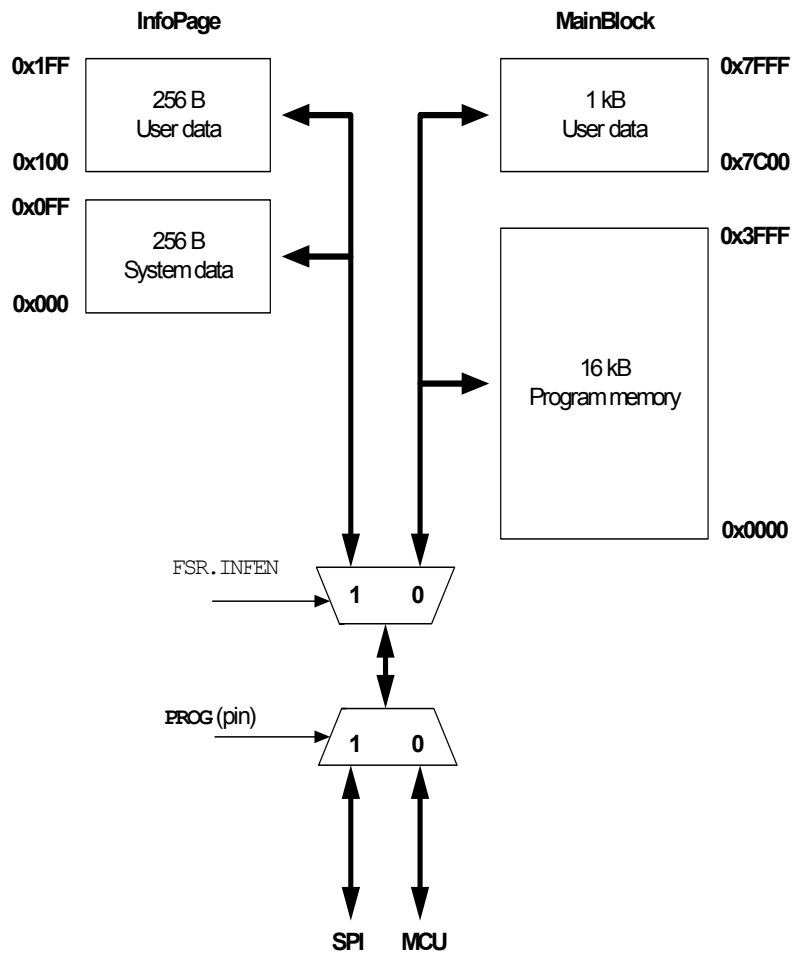 InfoPage
MainBlock
0x1FF
256 B
User data
0x100
0x0FF
256 B
System data
0x000
0x7FFF
1 kB
User data
0x7C00
0x3FFF
16 kB
Program memory
0x0000
FSR.INFEN
1 0
PROG (pin)
1 0
SPI MCU